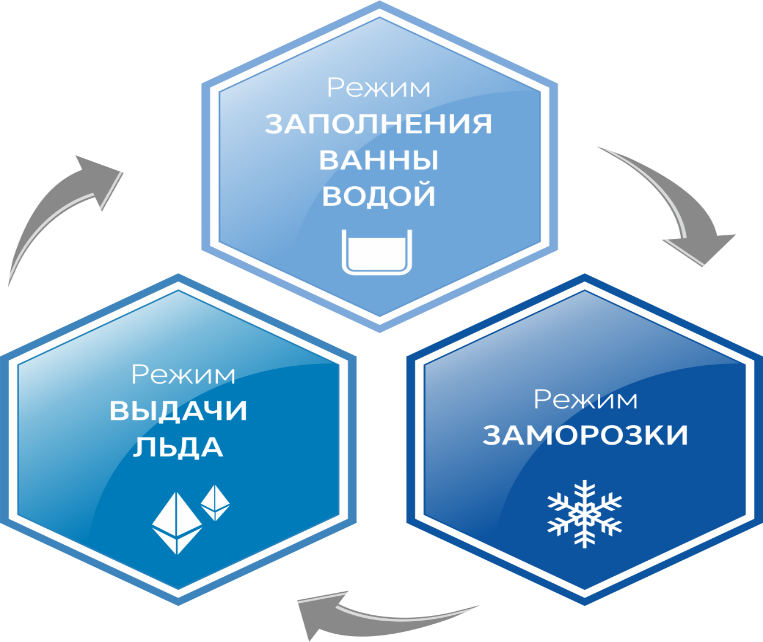 Режим
ЗАПОЛНЕНИЯ
ВАННЫ
ВОДОЙ
Режим
ВЫДАЧИ
ЛЬДА
Режим
ЗАМОРОЗКИ